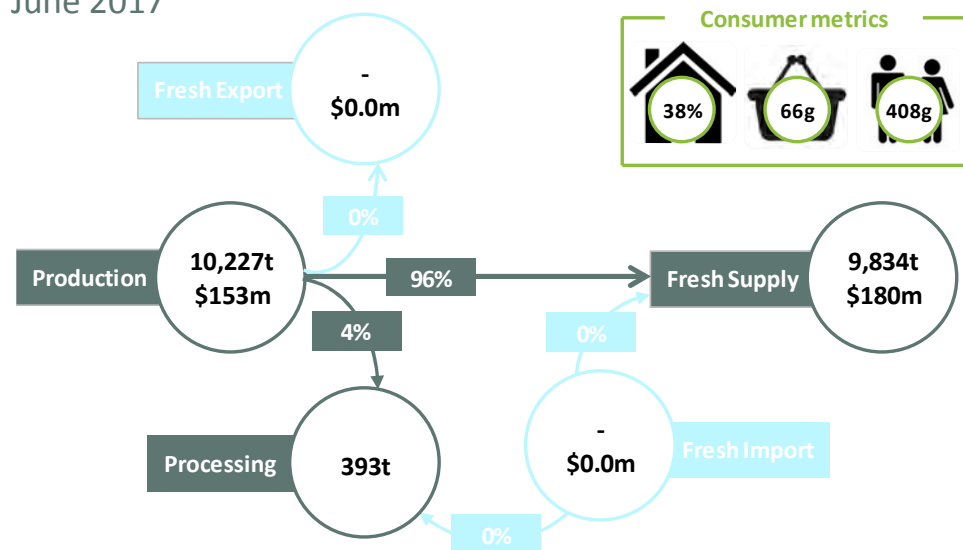 June 2017
Consumer metrics
38%
66g
408g
Fresh Export
-
$0.0m
0%
Production
10,227t
$153m
96%
Fresh Supply
9,834t
$180m
4%
0%
Processing
393t
-
$0.0m
Fresh Import
0%